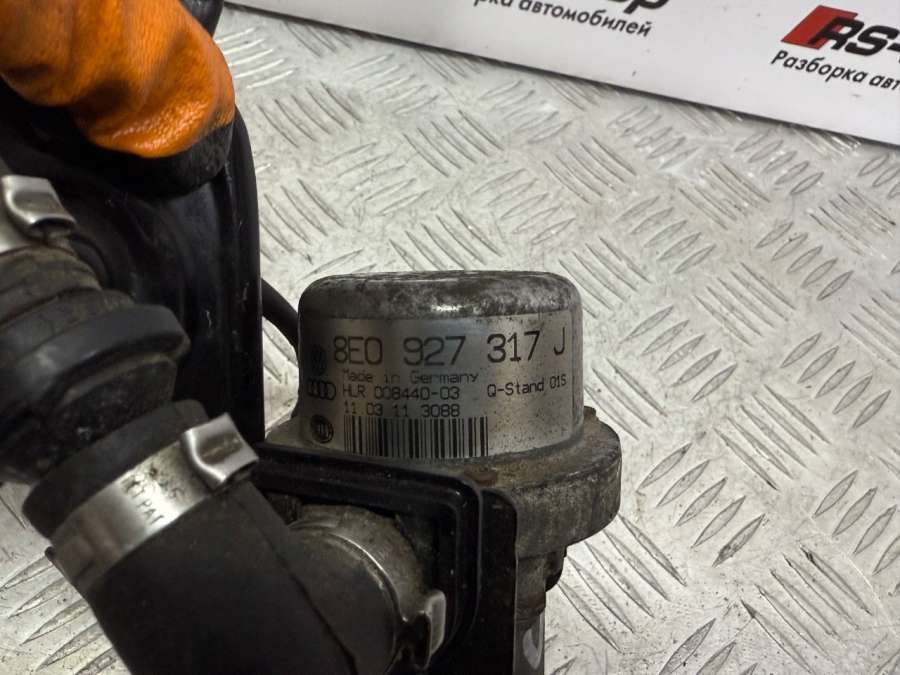 рка автомобилей
RS-
Разборка авто
8E0 927 317 J
Made in Germany
HLR 008440-03 Q-Stand 01S
11 03 11 3088